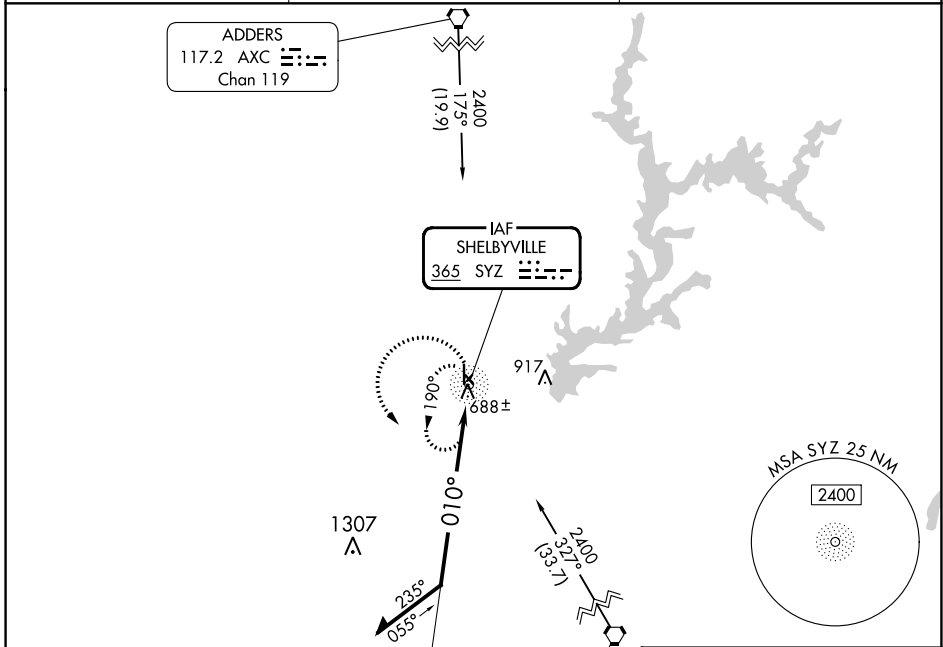 ADDERS
117.2 AXC
Chan 119
2400
175°
(19.9)
IAF
SHELBYVILLE
365 SYZ
917
190°
688±
010°
1307
MSA SYZ 25 NM
2400
2400
327°
(33.7)
235°
055°